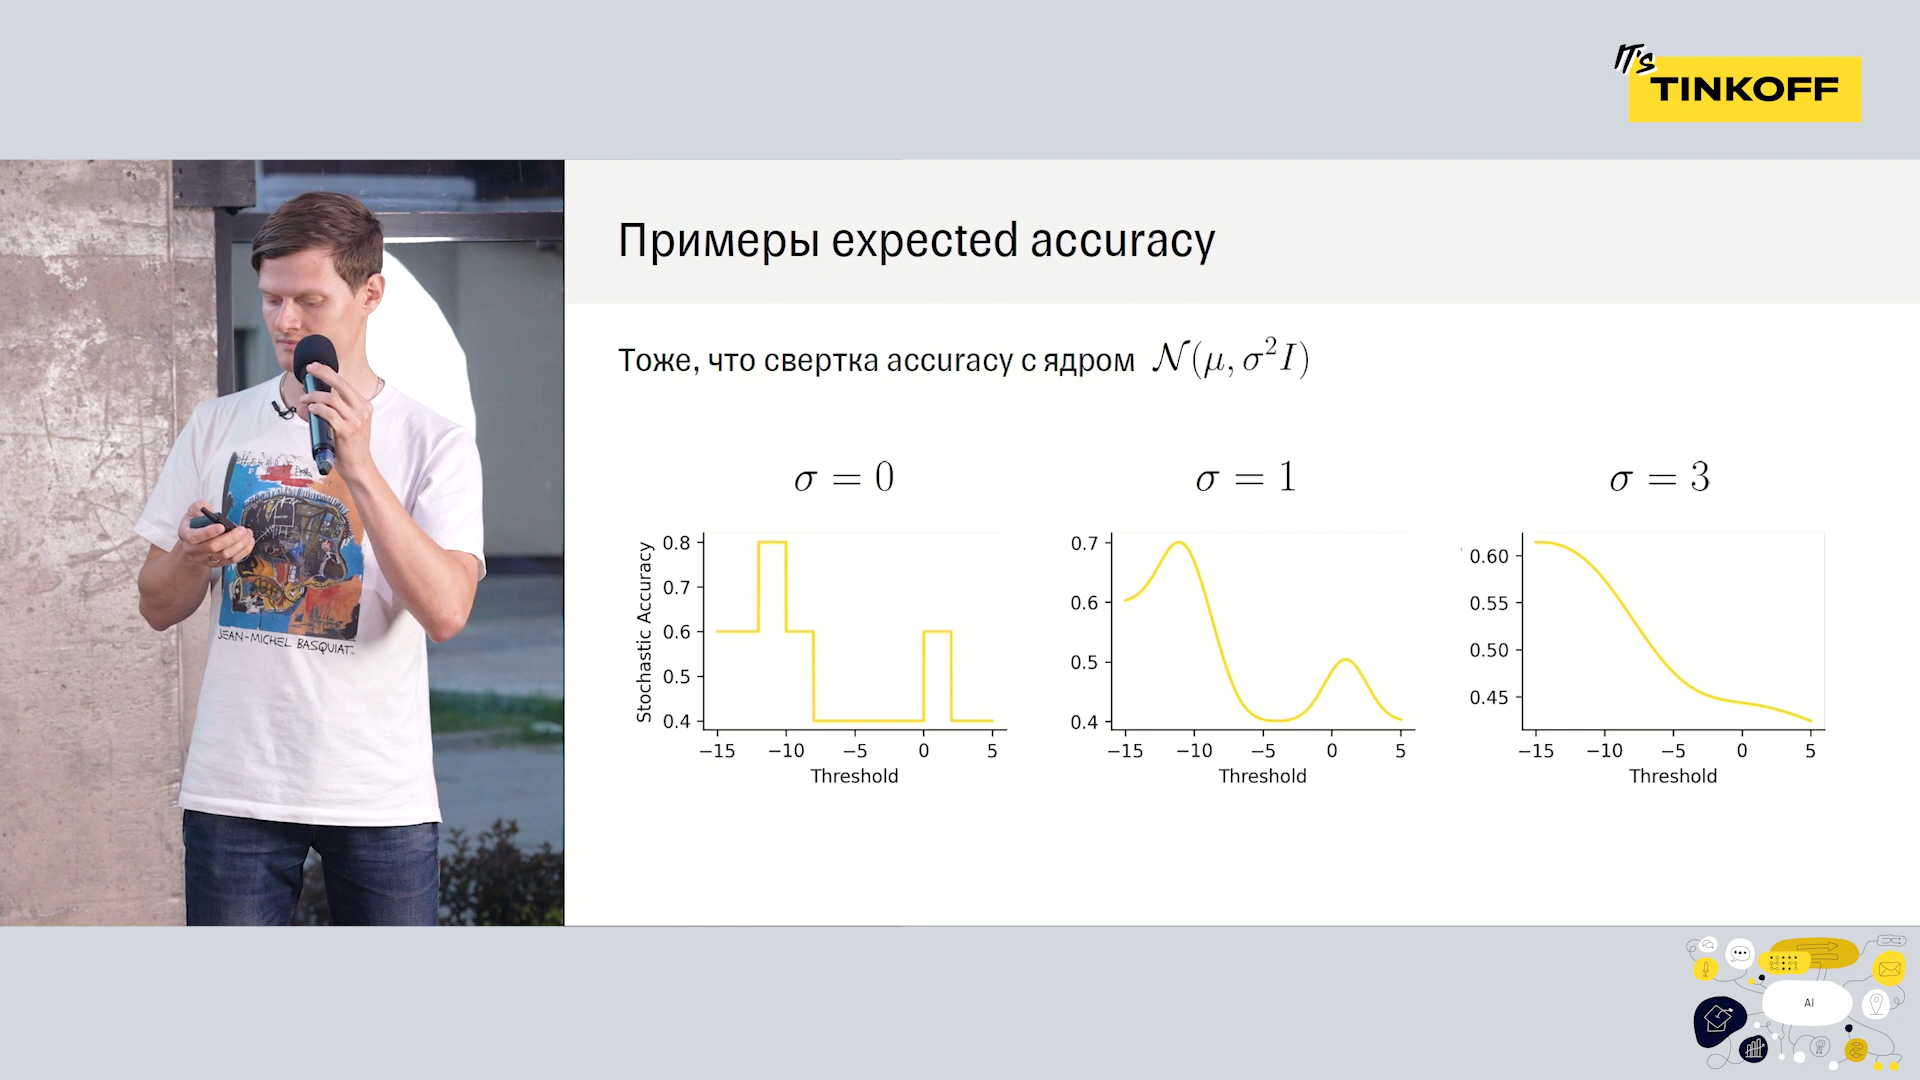 IT's
TINKOFF
Примеры expected accuracy
Тоже, что свертка accuracy с ядром 𝒩(μ, σ²I)
σ = 0
σ = 1
σ = 3
Stochastic Accuracy
0.8
0.7
0.6
0.5
0.4
−15 −10 −5 0 5
Threshold
0.7
0.6
0.5
0.4
−15 −10 −5 0 5
Threshold
0.60
0.55
0.50
0.45
−15 −10 −5 0 5
Threshold
JEAN-MICHEL BASQUIAT-
AI